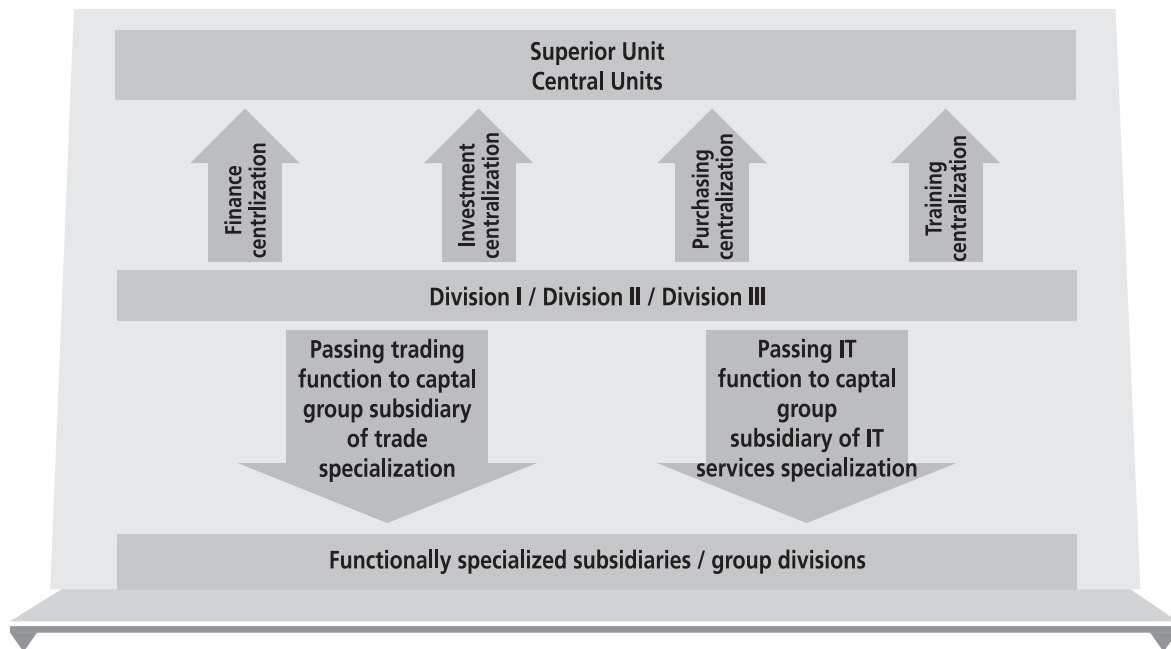 Superior Unit
Central Units
Finance
centrlization
Investment
centralization
Purchasing
centralization
Training
centralization
Division I / Division II / Division III
Passing trading
function to captal
group subsidiary
of trade
specialization
Passing IT
function to captal
group
subsidiary of IT
services specialization
Functionally specialized subsidiaries / group divisions